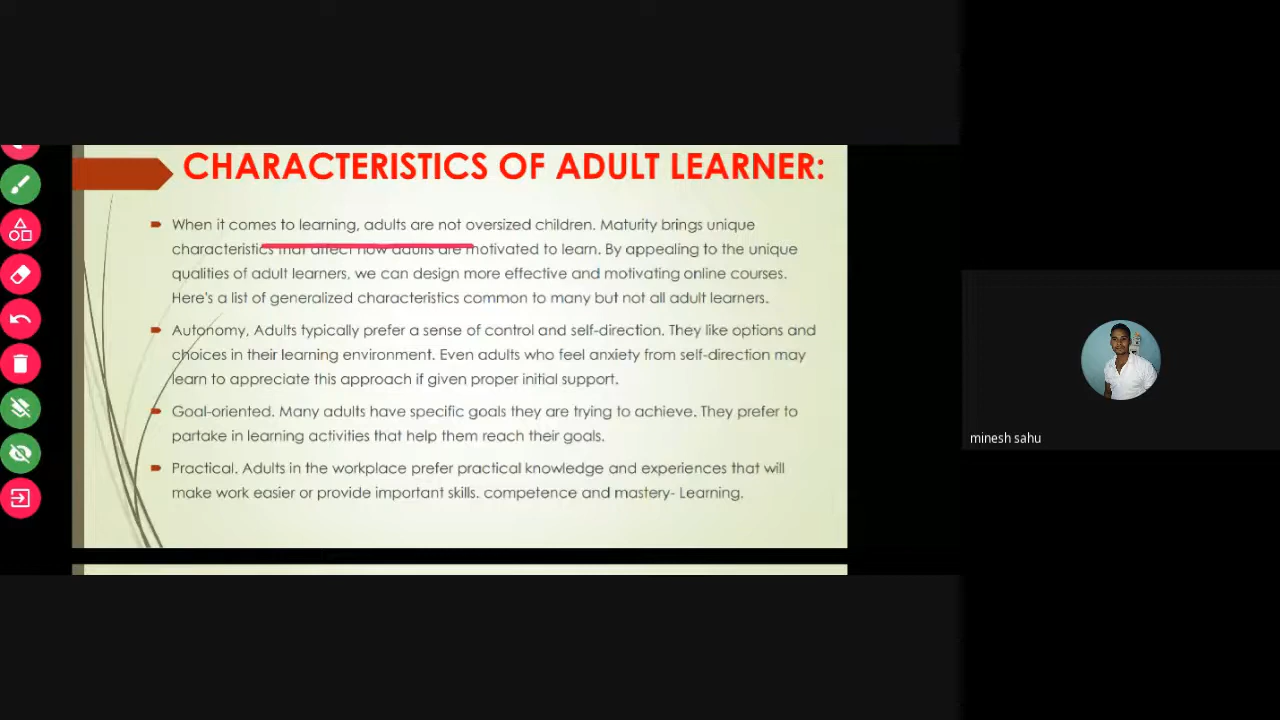 CHARACTERISTICS OF ADULT LEARNER:
When it comes to learning, adults are not oversized children. Maturity brings unique
characteristics that affect how adults are motivated to learn. By appealing to the unique
qualities of adult learners, we can design more effective and motivating online courses.
Here's a list of generalized characteristics common to many but not all adult learners.
Autonomy. Adults typically prefer a sense of control and self-direction. They like options and
choices in their learning environment. Even adults who feel anxiety from self-direction may
learn to appreciate this approach if given proper initial support.
Goal-oriented. Many adults have specific goals they are trying to achieve. They prefer to
partake in learning activities that help them reach their goals.
Practical. Adults in the workplace prefer practical knowledge and experiences that will
make work easier or provide important skills. competence and mastery- Learning.
minesh sahu